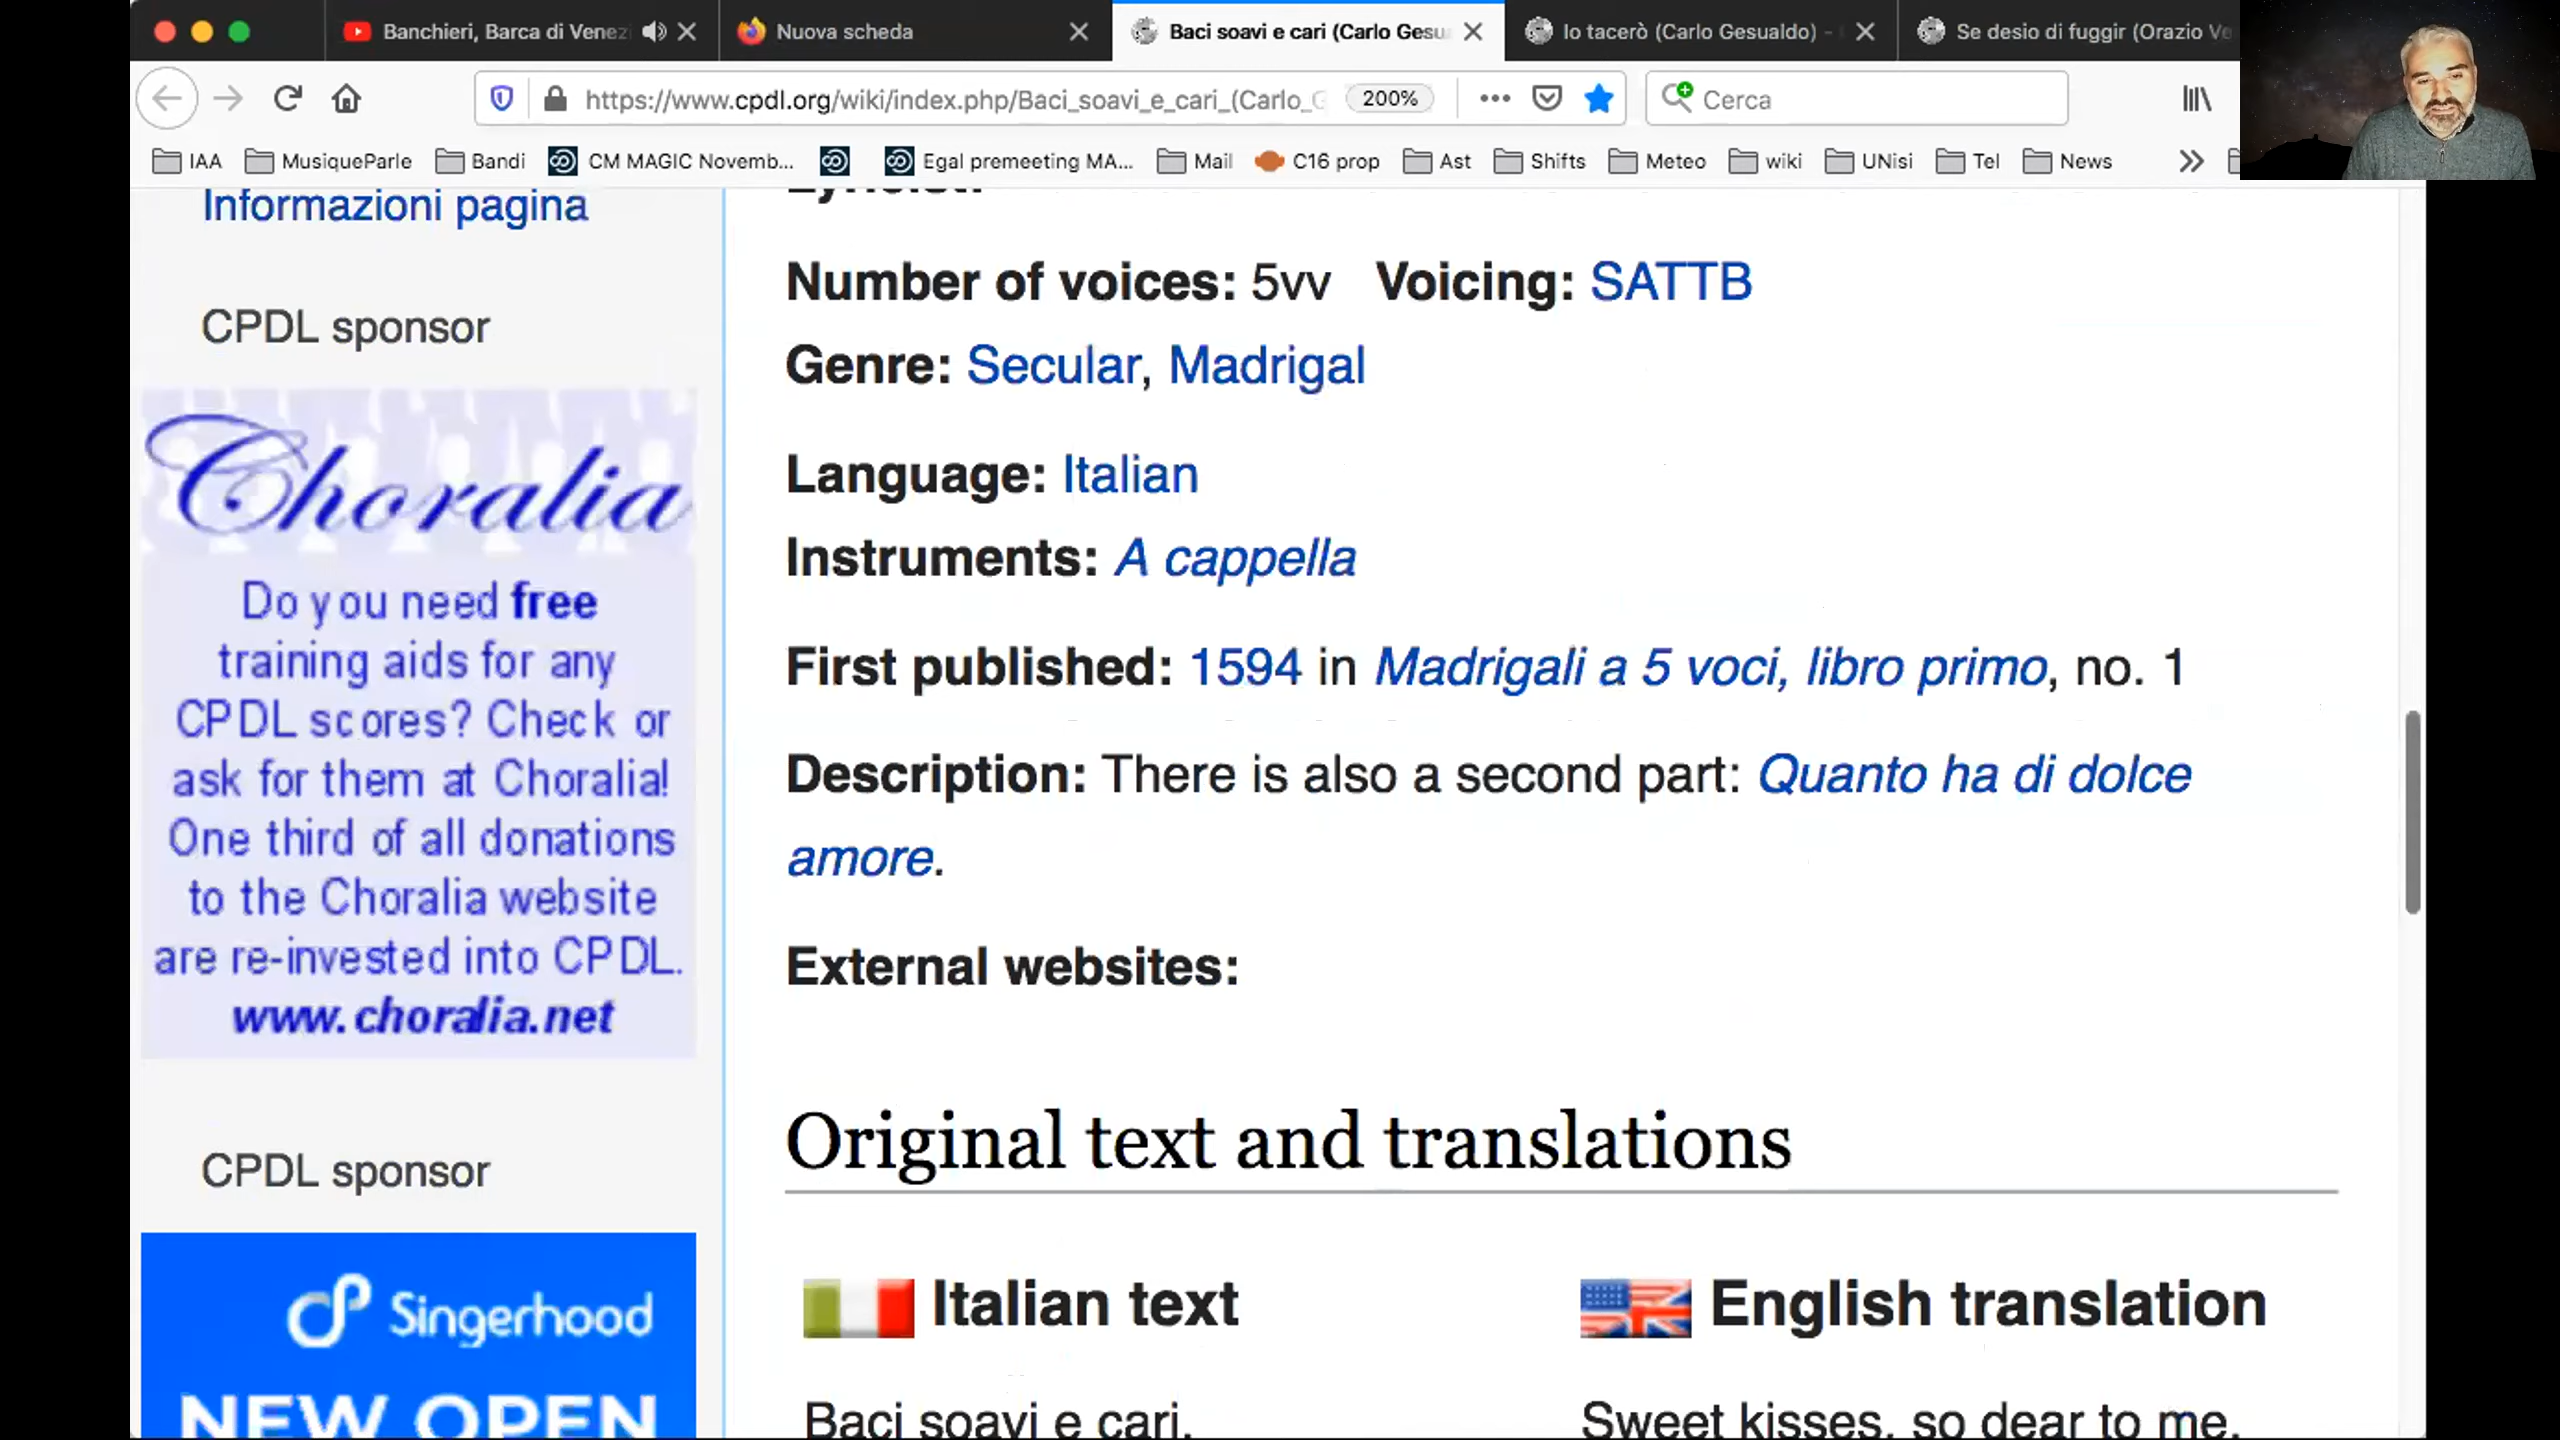 Banchieri, Barca di Venezi
Nuova scheda
Baci soavi e cari (Carlo Gesu
Io tacerò (Carlo Gesualdo) –
Se desio di fuggir (Orazio Ve
https://www.cpdl.org/wiki/index.php/Baci_soavi_e_cari_(Carlo_G
200%
Cerca
IAA
MusiqueParle
Bandi
CM MAGIC Novemb...
Egal premeeting MA...
Mail
C16 prop
Ast
Shifts
Meteo
wiki
UNisi
Tel
News
Informazioni pagina
CPDL sponsor
Choralia
Do you need free
training aids for any
CPDL scores? Check or
ask for them at Choralia!
One third of all donations
to the Choralia website
are re-invested into CPDL.
www.choralia.net
CPDL sponsor
Singerhood
NEW OPEN
Lyricist:
Number of voices: 5vv Voicing: SATTB
Genre: Secular, Madrigal
Language: Italian
Instruments: A cappella
First published: 1594 in Madrigali a 5 voci, libro primo, no. 1
Description: There is also a second part: Quanto ha di dolce
amore.
External websites:
Original text and translations
Italian text
Baci soavi e cari,
English translation
Sweet kisses, so dear to me,